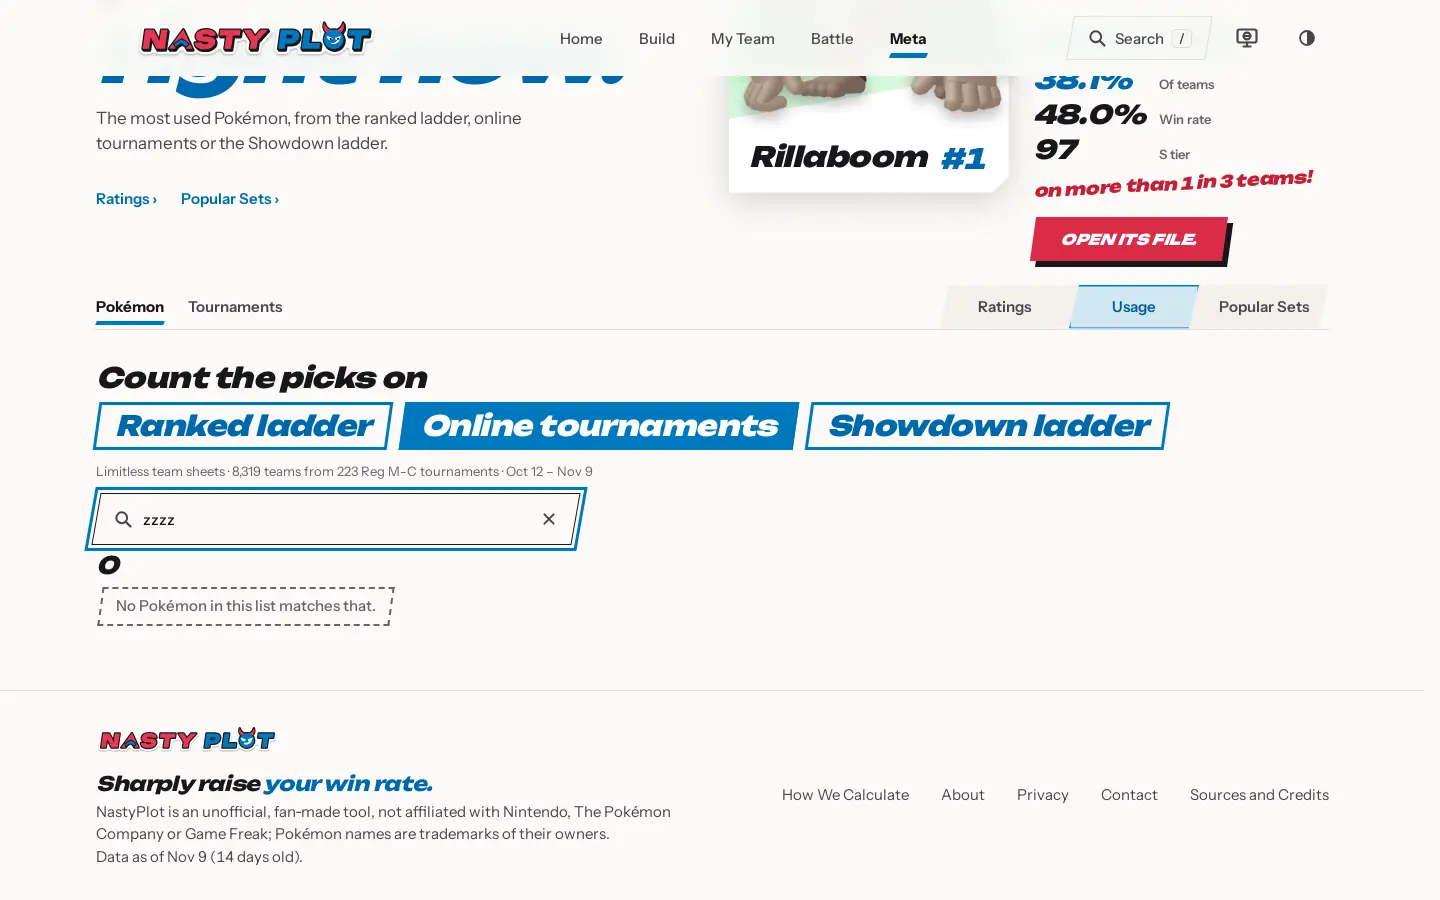 NASTY PLOT
Home
Build
My Team
Battle
Meta
Search /
right now.
The most used Pokémon, from the ranked ladder, online
tournaments or the Showdown ladder.
Ratings ›
Popular Sets ›
Rillaboom #1
38.1% Of teams
48.0% Win rate
97 S tier
on more than 1 in 3 teams!
OPEN ITS FILE.
Pokémon
Tournaments
Ratings
Usage
Popular Sets
Count the picks on
Ranked ladder
Online tournaments
Showdown ladder
Limitless team sheets · 8,319 teams from 223 Reg M-C tournaments · Oct 12 – Nov 9
zzzz
0
No Pokémon in this list matches that.
NASTY PLOT
Sharply raise your win rate.
NastyPlot is an unofficial, fan-made tool, not affiliated with Nintendo, The Pokémon
Company or Game Freak; Pokémon names are trademarks of their owners.
Data as of Nov 9 (14 days old).
How We Calculate
About
Privacy
Contact
Sources and Credits